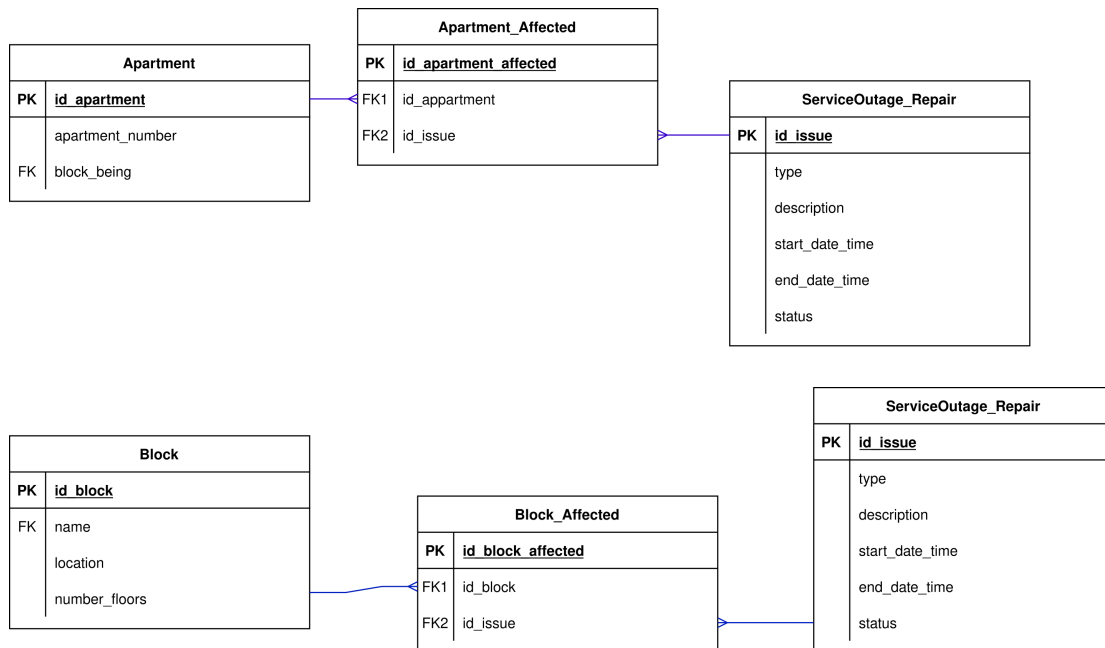 Apartment
PK id_apartment
apartment_number
FK block_being
Apartment_Affected
PK id_apartment_affected
FK1 id_appartment
FK2 id_issue
ServiceOutage_Repair
PK id_issue
type
description
start_date_time
end_date_time
status
Block
PK id_block
FK name
location
number_floors
Block_Affected
PK id_block_affected
FK1 id_block
FK2 id_issue
ServiceOutage_Repair
PK id_issue
type
description
start_date_time
end_date_time
status